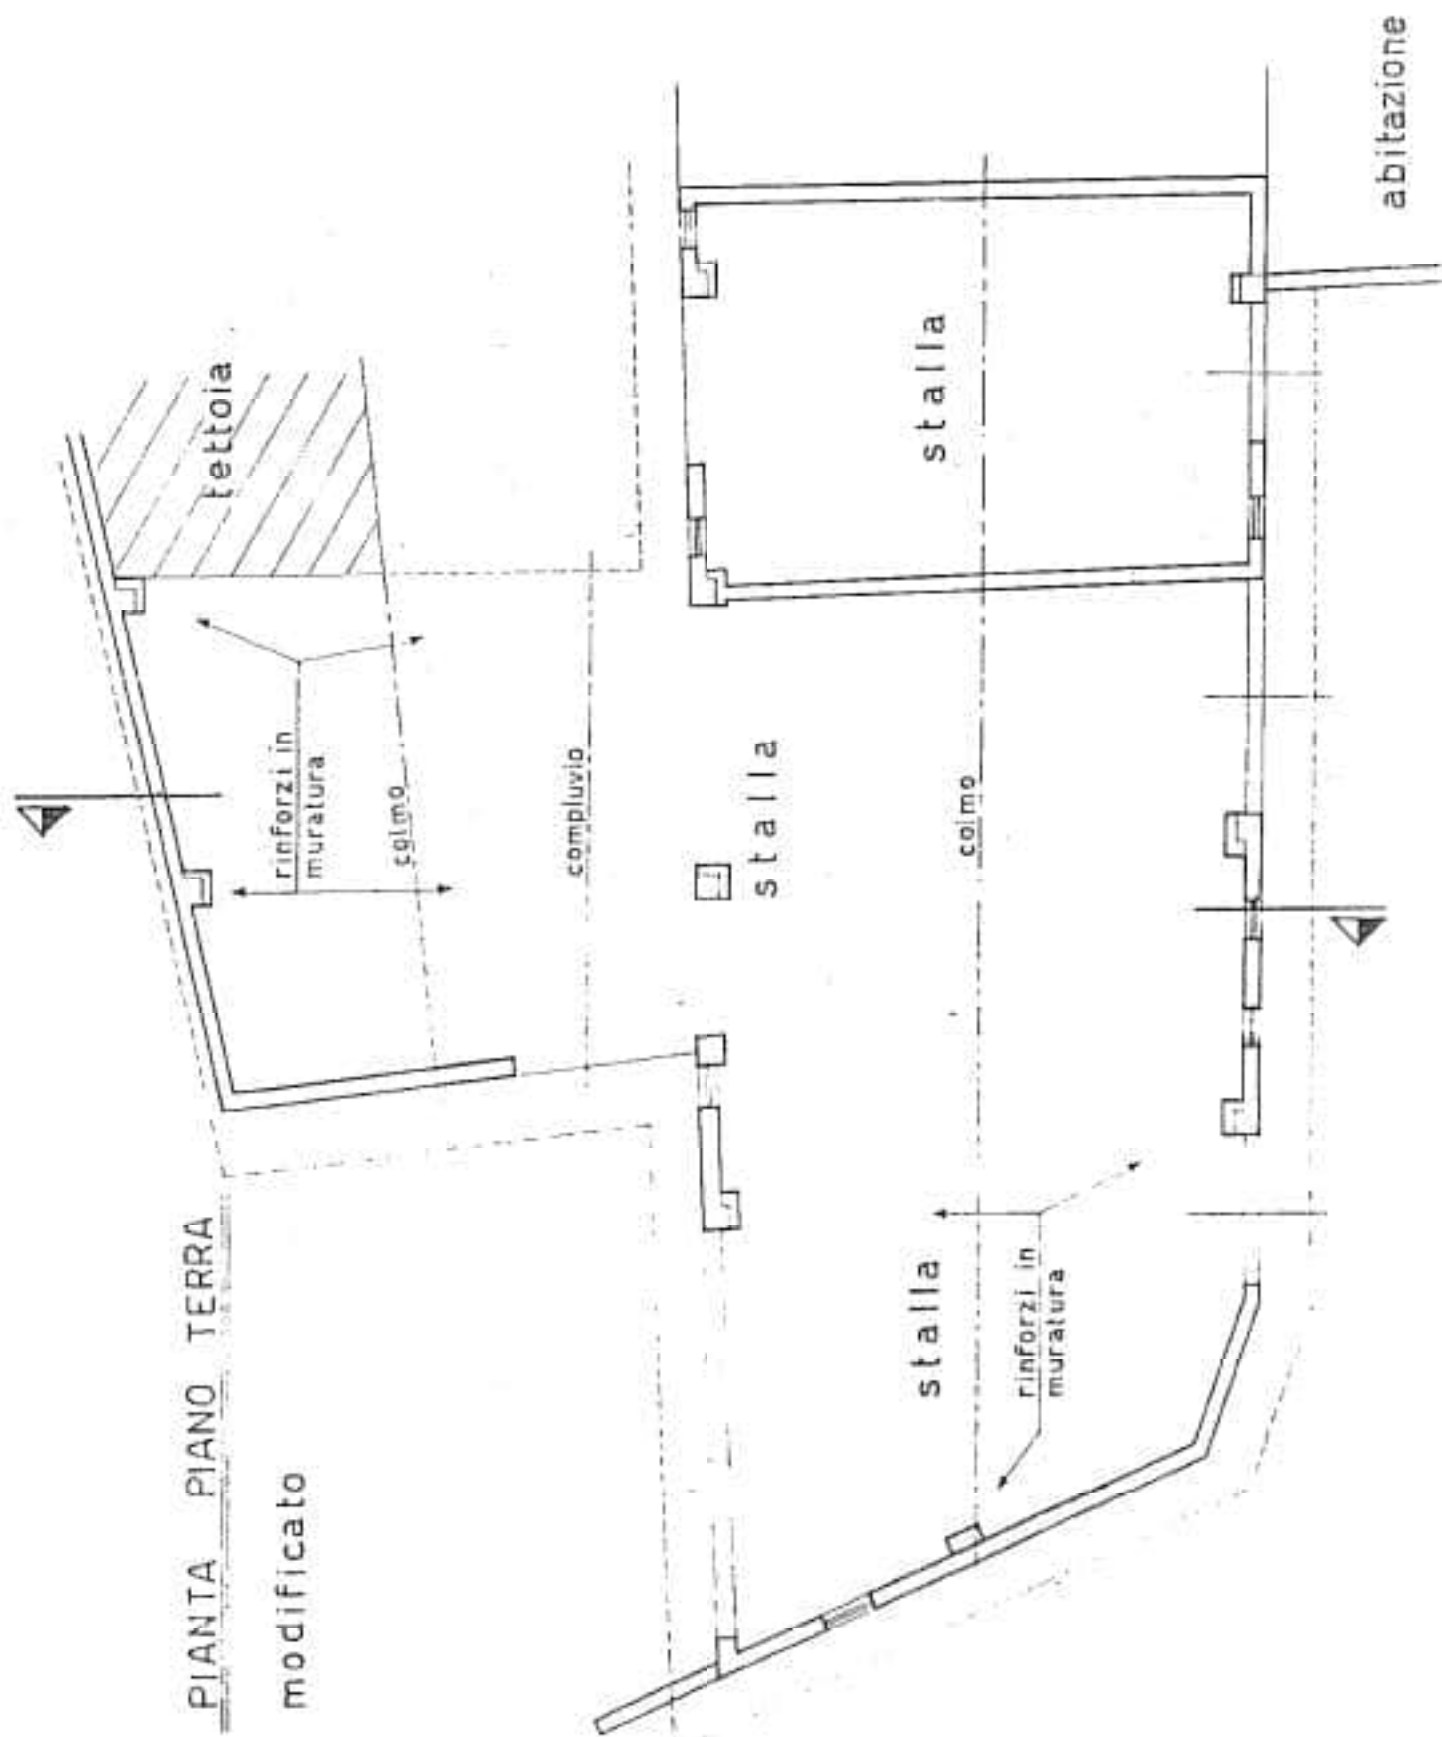 PIANTA PIANO TERRA
modificato
tettoia
rinforzi in
muratura
colmo
compluvio
stalla
stalla
colmo
stalla
rinforzi in
muratura
abitazione